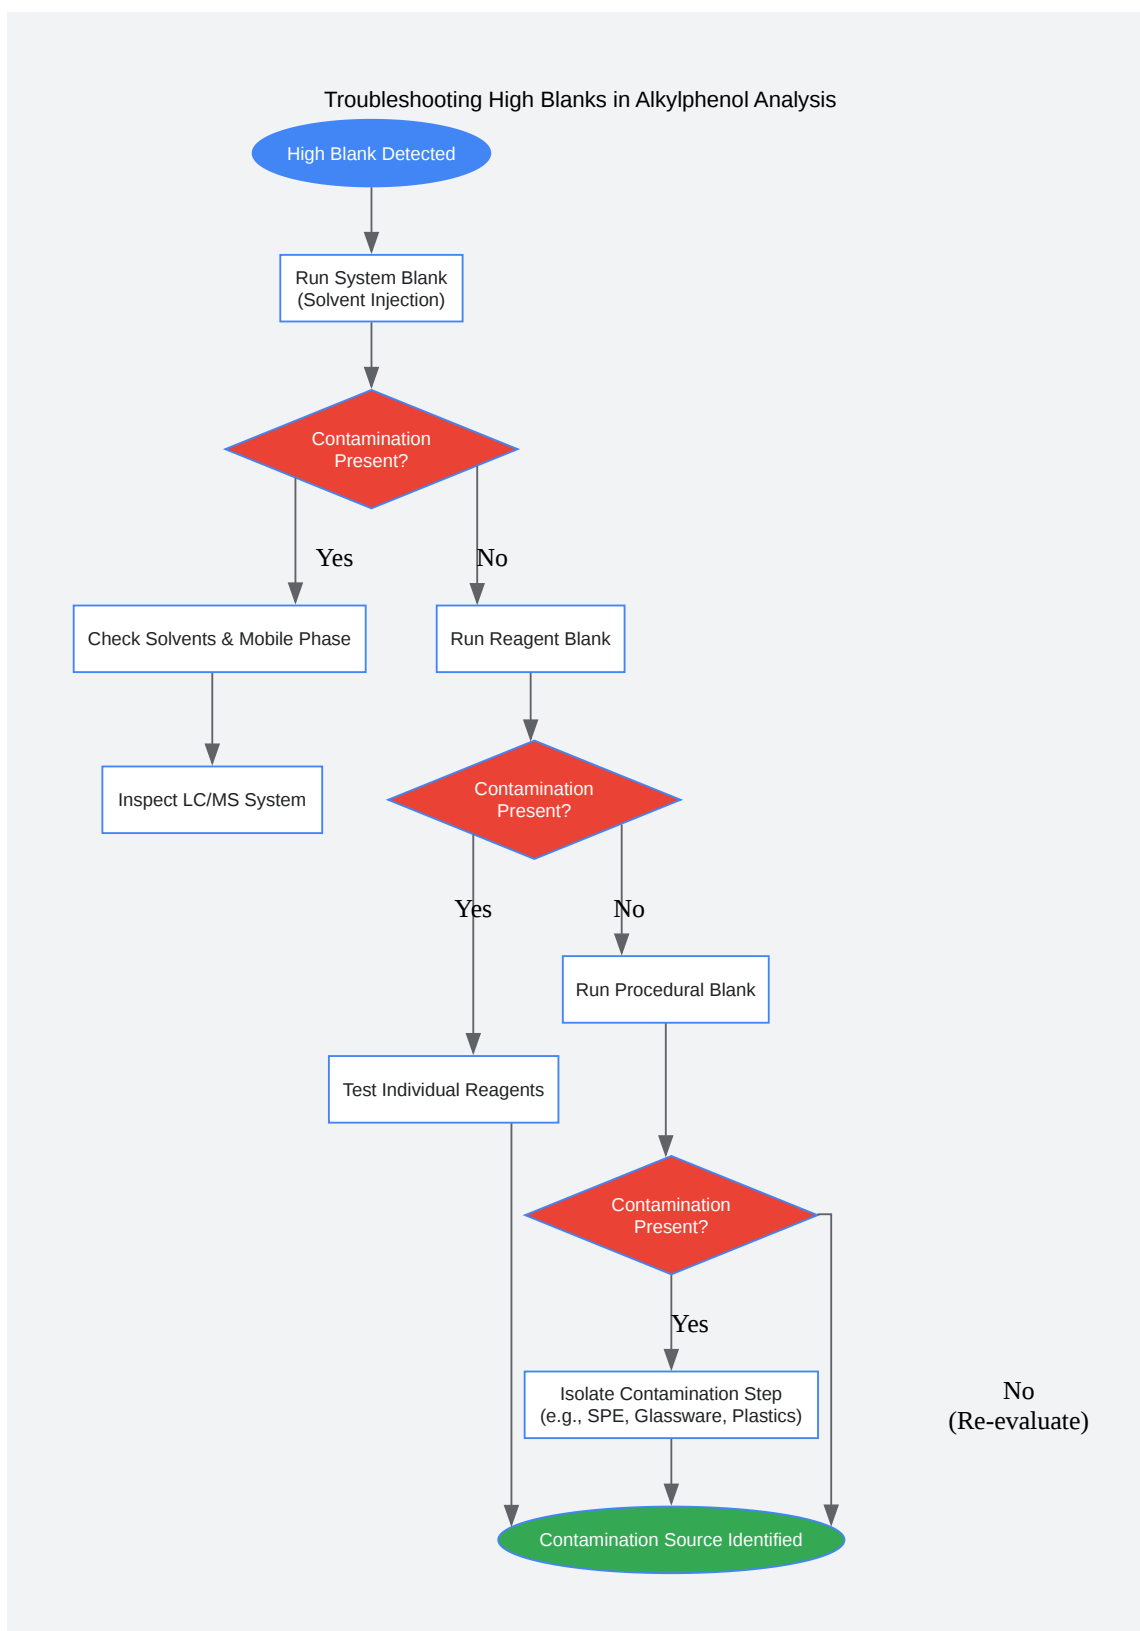 Troubleshooting High Blanks in Alkylphenol Analysis
High Blank Detected
Run System Blank
(Solvent Injection)
Contamination
Present?
Yes
No
Check Solvents & Mobile Phase
Run Reagent Blank
Inspect LC/MS System
Contamination
Present?
Yes
No
Run Procedural Blank
Test Individual Reagents
Contamination
Present?
Yes
Isolate Contamination Step
(e.g., SPE, Glassware, Plastics)
No
(Re-evaluate)
Contamination Source Identified